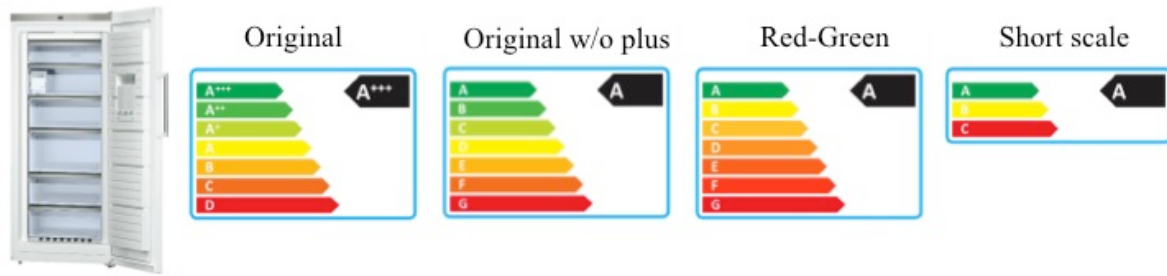 Original
A+++
A++
A+
A
B
C
D
A+++
Original w/o plus
A
B
C
D
E
F
G
A
Red-Green
A
B
C
D
E
F
G
A
Short scale
A
B
C
A